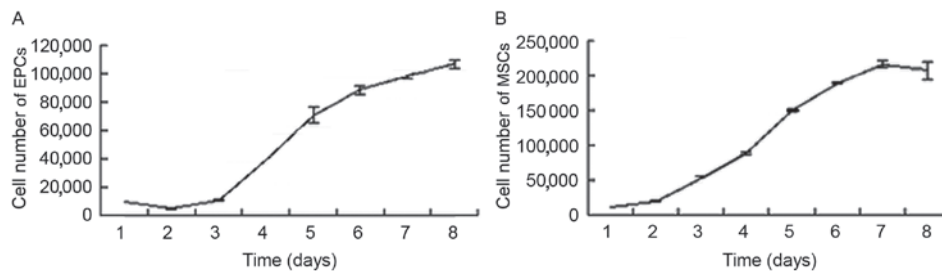 A
Cell number of EPCs
120,000
100,000
80,000
60,000
40,000
20,000
0
1 2 3 4 5 6 7 8
Time (days)
B
Cell number of MSCs
250,000
200,000
150,000
100,000
50,000
0
1 2 3 4 5 6 7 8
Time (days)